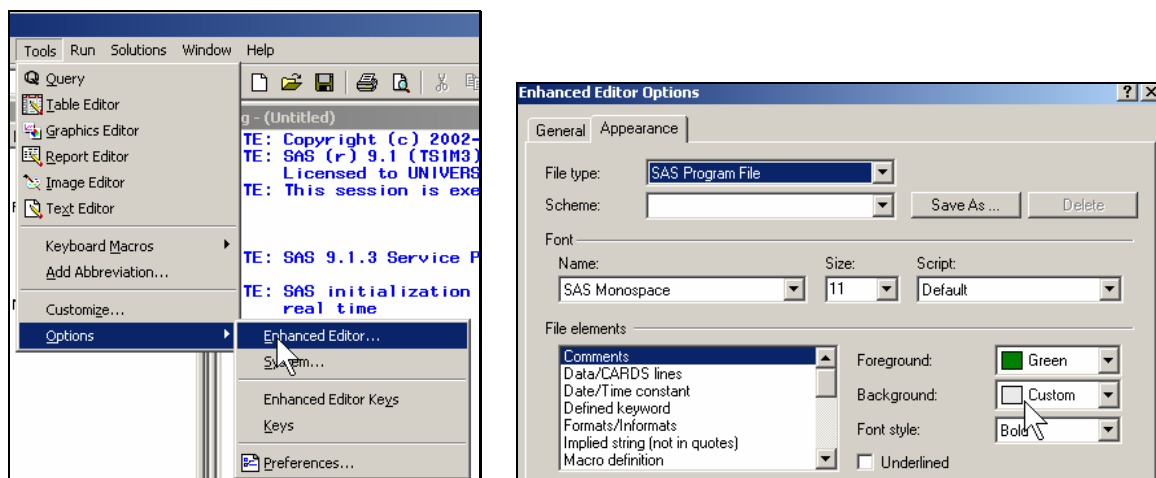 Tools Run Solutions Window Help
Query
Table Editor
Graphics Editor
Report Editor
Image Editor
Text Editor
Keyboard Macros
Add Abbreviation...
Customize...
Options
g - (Untitled)
TE: Copyright (c) 2002-
TE: SAS (r) 9.1 (TS1M3)
Licensed to UNIVERS
TE: This session is exe
TE: SAS 9.1.3 Service P
TE: SAS initialization
real time
Enhanced Editor...
System...
Enhanced Editor Keys
Keys
Preferences...
Enhanced Editor Options
General Appearance
File type: SAS Program File
Scheme: Save As ... Delete
Font
Name: Size: Script:
SAS Monospace 11 Default
File elements
Comments
Data/CARDS lines
Date/Time constant
Defined keyword
Formats/Informats
Implied string (not in quotes)
Macro definition
Foreground: Green
Background: Custom
Font style: Bold
Underlined